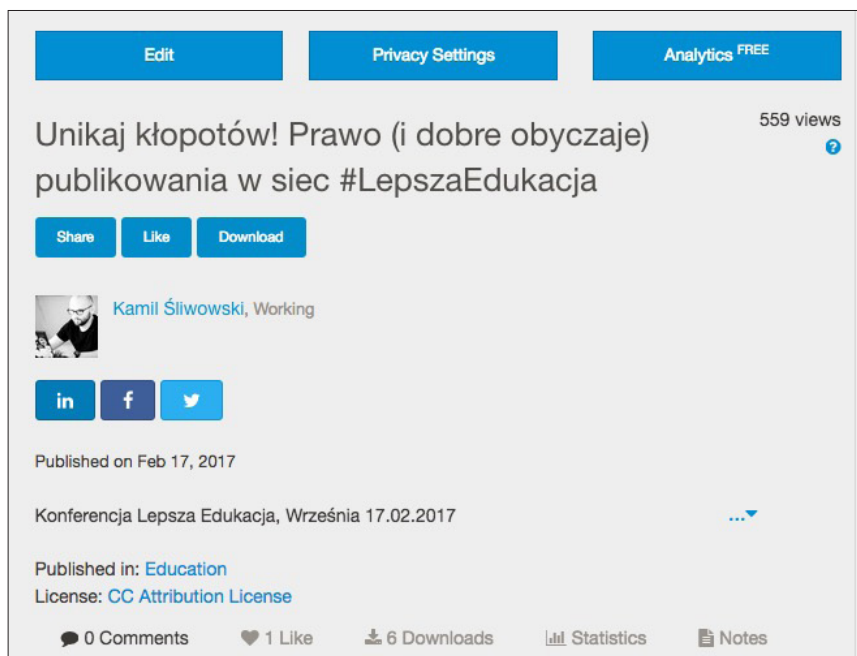 Edit Privacy Settings Analytics FREE
Unikaj kłopotów! Prawo (i dobre obyczaje)
publikowania w siec #LepszaEdukacja
559 views
?
Share Like Download
Kamil Śliwowski, Working
in f
Published on Feb 17, 2017
Konferencja Lepsza Edukacja, Września 17.02.2017 ...
Published in: Education
License: CC Attribution License
0 Comments 1 Like 6 Downloads Statistics Notes